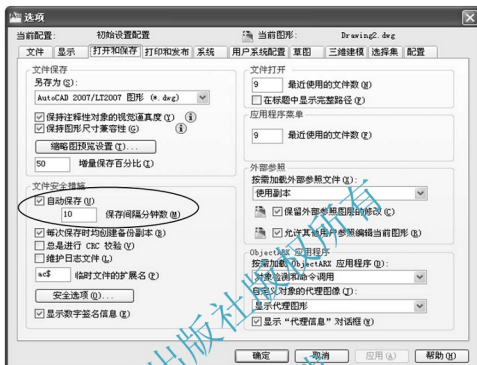 选项
当前配置: 初始设置配置 当前图形: Drawing2.dwg
文件 显示 打开和保存 打印和发布 系统 用户系统配置 草图 三维建模 选择集 配置
文件保存
另存为(S):
AutoCAD 2007/LT2007 图形 (*.dwg)
保持注释性对象的视觉逼真度(Y)
保持图形尺寸兼容性(G)
缩略图预览设置(T)...
50 增量保存百分比(I)
文件安全措施
自动保存(U)
10 保存间隔分钟数(M)
每次保存时均创建备份副本(B)
总是进行 CRC 校验(V)
维护日志文件(L)
ac$ 临时文件的扩展名(P)
安全选项(O)...
显示数字签名信息(E)
文件打开
9 最近使用的文件数(N)
在标题中显示完整路径(F)
应用程序菜单
9 最近使用的文件数(F)
外部参照
按需加载外部参照文件(X):
使用副本
保留外部参照图层的修改(C)
允许其他用户参照编辑当前图形(R)
ObjectARX 应用程序
按需加载 ObjectARX 应用程序(D):
对象检测和命令调用
自定义对象的代理图像(J):
显示代理图形
显示“代理信息”对话框(W)
确定 取消 应用(A) 帮助(H)
出版社版权所有